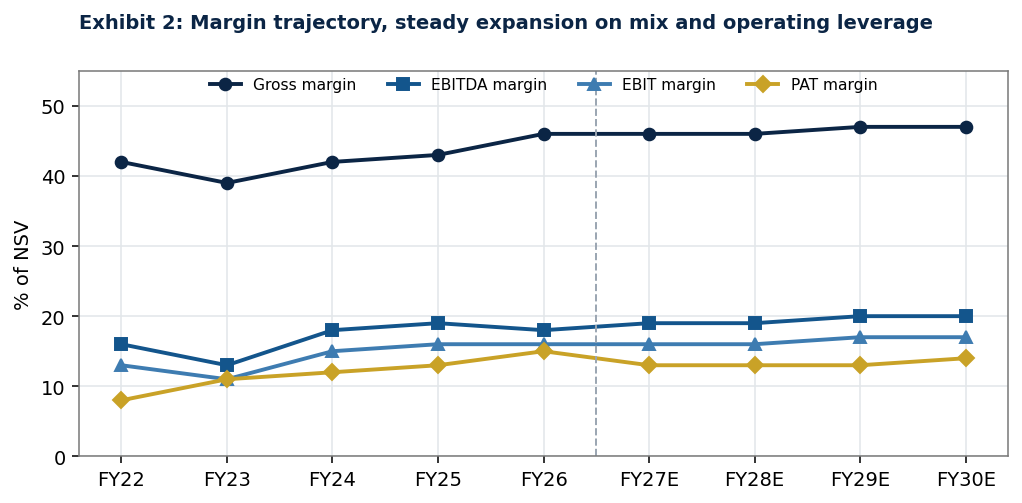 Exhibit 2: Margin trajectory, steady expansion on mix and operating leverage
Gross margin EBITDA margin EBIT margin PAT margin
% of NSV
50
40
30
20
10
0
FY22 FY23 FY24 FY25 FY26 FY27E FY28E FY29E FY30E